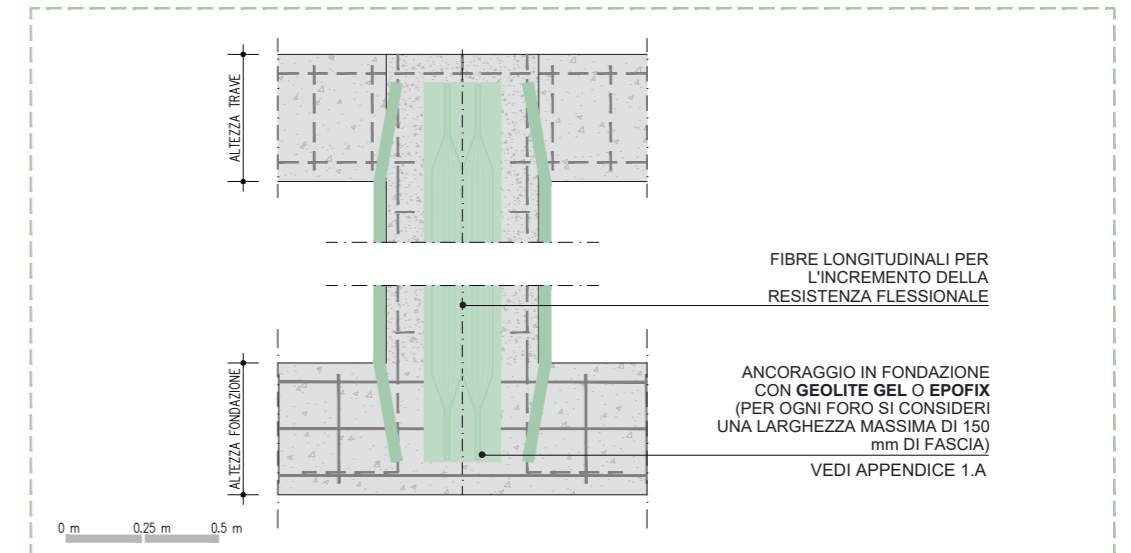 ALTEZZA TRAVE
FIBRE LONGITUDINALI PER
L'INCREMENTO DELLA
RESISTENZA FLESSIONALE
ALTEZZA FONDAZIONE
ANCORAGGIO IN FONDAZIONE
CON GEOLITE GEL O EPOFIX
(PER OGNI FORO SI CONSIDERI
UNA LARGHEZZA MASSIMA DI 150
mm DI FASCIA)
VEDI APPENDICE 1.A
0 m 0.25 m 0.5 m